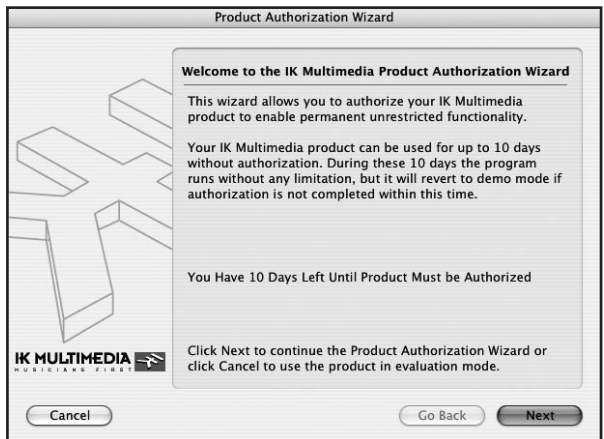 Product Authorization Wizard
Welcome to the IK Multimedia Product Authorization Wizard
This wizard allows you to authorize your IK Multimedia
product to enable permanent unrestricted functionality.
Your IK Multimedia product can be used for up to 10 days
without authorization. During these 10 days the program
runs without any limitation, but it will revert to demo mode if
authorization is not completed within this time.
You Have 10 Days Left Until Product Must be Authorized
Click Next to continue the Product Authorization Wizard or
click Cancel to use the product in evaluation mode.
IK MULTIMEDIA
MUSICIANS FIRST
Cancel
Go Back
Next